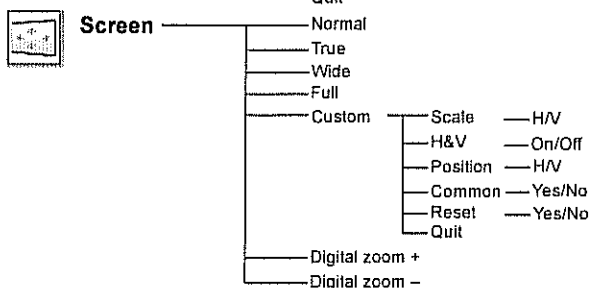 Quit
Screen
Normal
True
Wide
Full
Custom
Scale H/V
H&V On/Off
Position H/V
Common Yes/No
Reset Yes/No
Quit
Digital zoom +
Digital zoom –